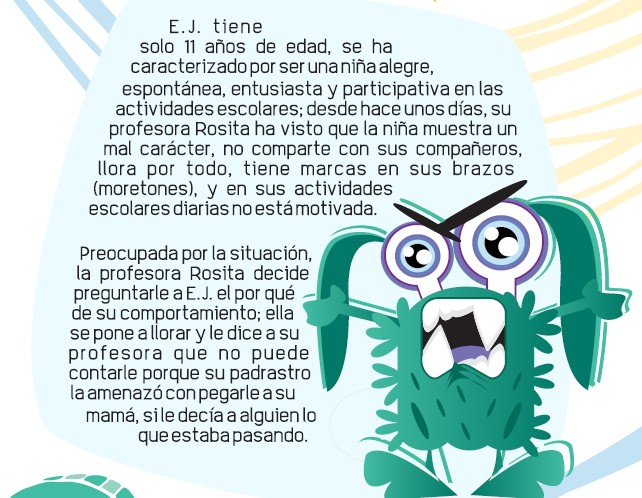 E.J. tiene
solo 11 años de edad, se ha
caracterizado por ser una niña alegre,
espontánea, entusiasta y participativa en las
actividades escolares; desde hace unos días, su
profesora Rosita ha visto que la niña muestra un
mal carácter, no comparte con sus compañeros,
llora por todo, tiene marcas en sus brazos
(moretones), y en sus actividades
escolares diarias no está motivada.
Preocupada por la situación,
la profesora Rosita decide
preguntarle a E.J. el por qué
de su comportamiento; ella
se pone a llorar y le dice a su
profesora que no puede
contarle porque su padrastro
la amenazó con pegarle a su
mamá, si le decía a alguien lo
que estaba pasando.